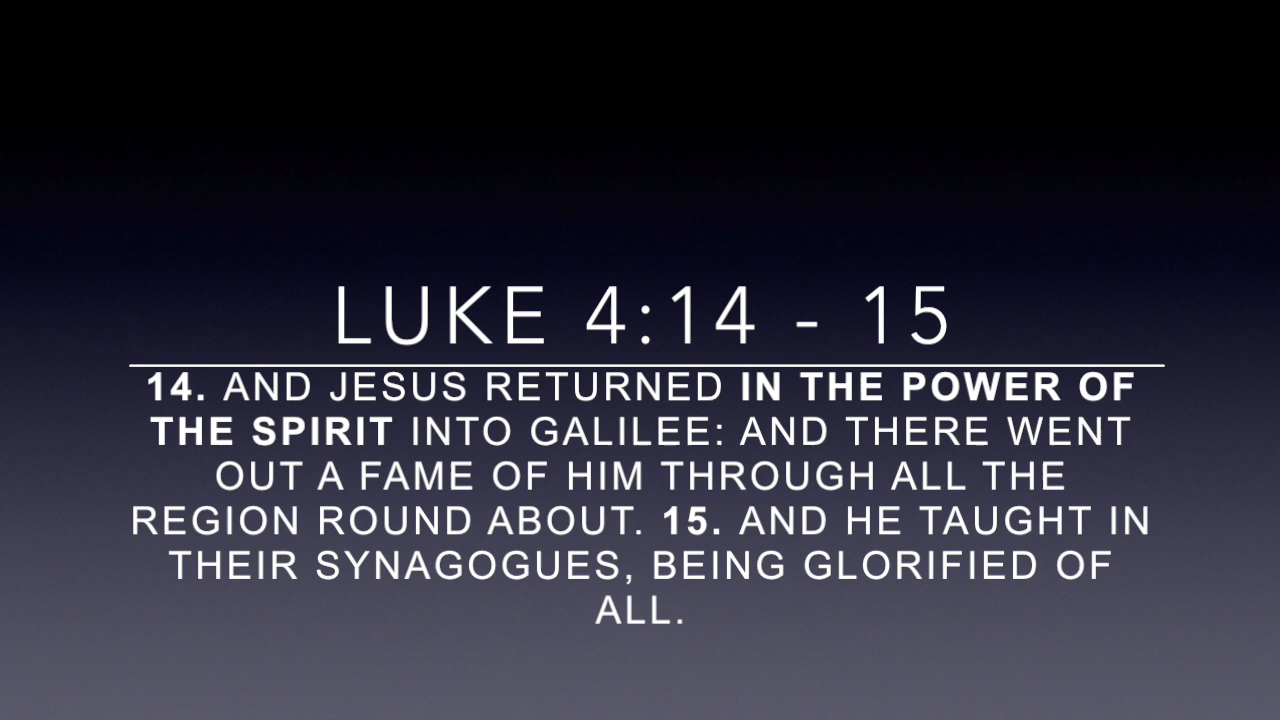 LUKE 4:14 - 15
14. AND JESUS RETURNED IN THE POWER OF
THE SPIRIT INTO GALILEE: AND THERE WENT
OUT A FAME OF HIM THROUGH ALL THE
REGION ROUND ABOUT. 15. AND HE TAUGHT IN
THEIR SYNAGOGUES, BEING GLORIFIED OF
ALL.